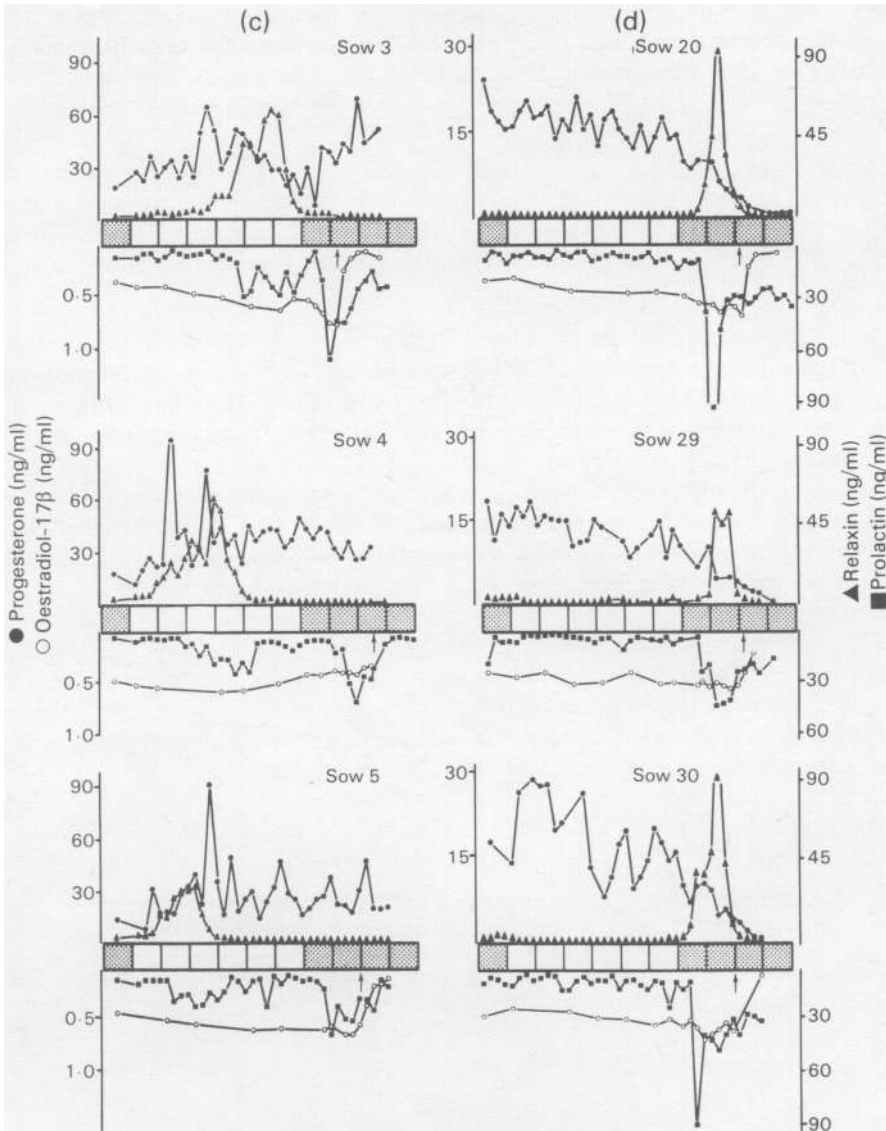 (c)
(d)
Sow 3
90
60
30
0·5
1·0
Sow 20
30
15
90
45
30
60
90
Sow 4
90
60
30
0·5
1·0
Sow 29
30
15
90
45
30
60
Sow 5
90
60
30
0·5
1·0
Sow 30
30
15
90
45
30
60
90
● Progesterone (ng/ml)
○ Oestradiol-17β (ng/ml)
▲ Relaxin (ng/ml)
■ Prolactin (ng/ml)